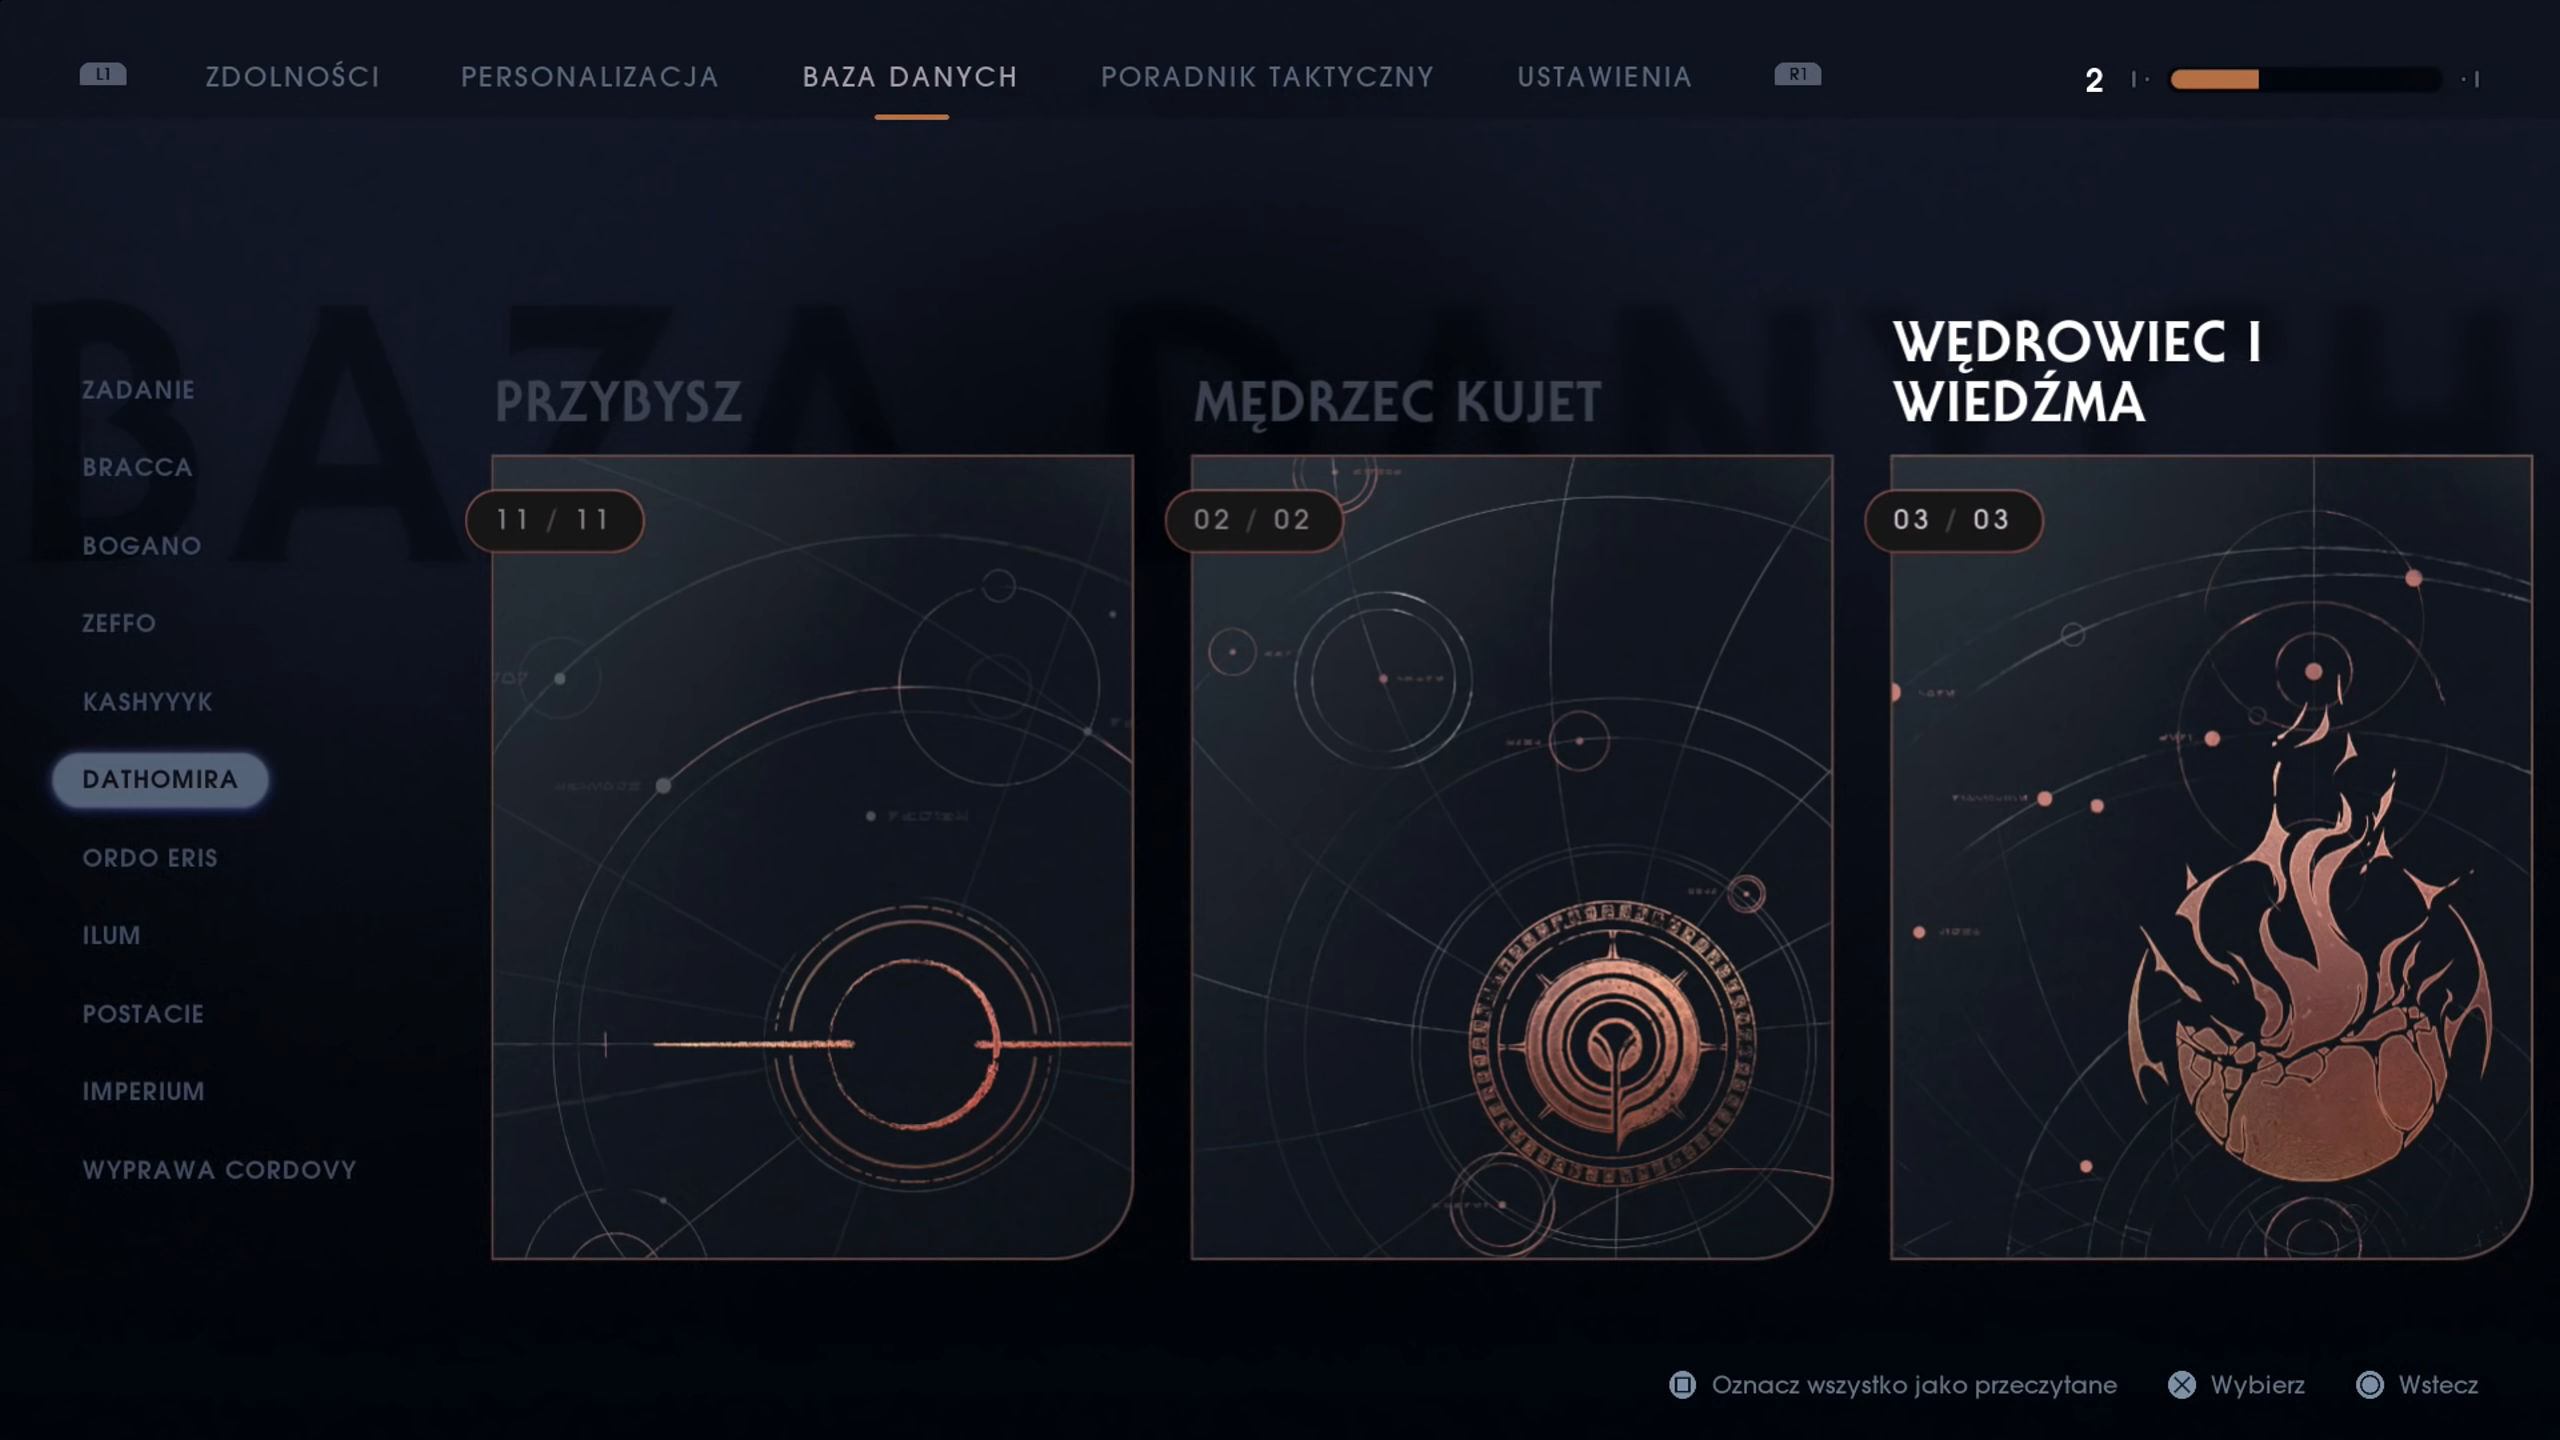 L1 ZDOLNOŚCI PERSONALIZACJA BAZA DANYCH PORADNIK TAKTYCZNY USTAWIENIA R1 2
BAZA DANYCH
ZADANIE
BRACCA
BOGANO
ZEFFO
KASHYYYK
DATHOMIRA
ORDO ERIS
ILUM
POSTACIE
IMPERIUM
WYPRAWA CORDOVY
PRZYBYSZ
11 / 11
MĘDRZEC KUJET
02 / 02
WĘDROWIEC I
WIEDŹMA
03 / 03
Oznacz wszystko jako przeczytane Wybierz Wstecz